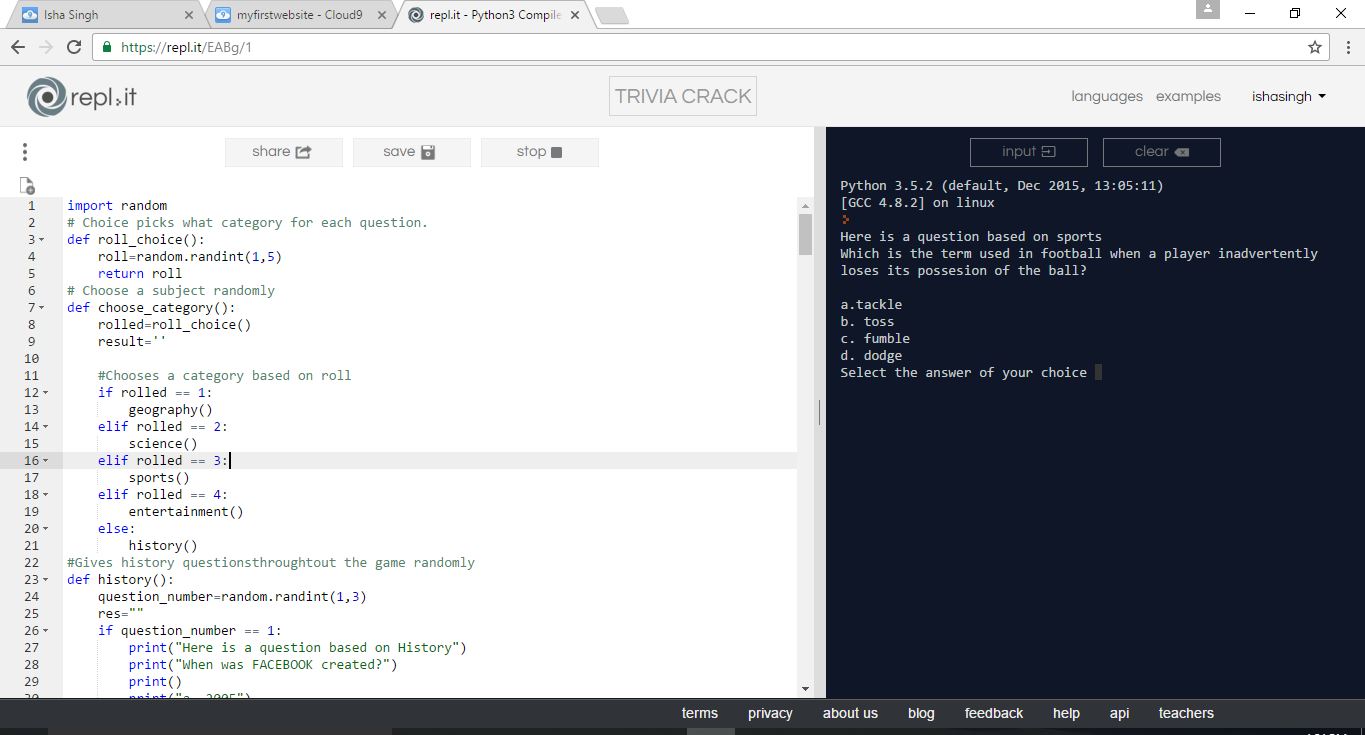 Isha Singh
myfirstwebsite - Cloud9
repl.it - Python3 Compile
https://repl.it/EABg/1
repl.it
TRIVIA CRACK
languages examples ishasingh
share save stop
input clear
1 import random
2 # Choice picks what category for each question.
3 def roll_choice():
4 roll=random.randint(1,5)
5 return roll
6 # Choose a subject randomly
7 def choose_category():
8 rolled=roll_choice()
9 result=''
10
11 #Chooses a category based on roll
12 if rolled == 1:
13 geography()
14 elif rolled == 2:
15 science()
16 elif rolled == 3:
17 sports()
18 elif rolled == 4:
19 entertainment()
20 else:
21 history()
22 #Gives history questionsthroughtout the game randomly
23 def history():
24 question_number=random.randint(1,3)
25 res=""
26 if question_number == 1:
27 print("Here is a question based on History")
28 print("When was FACEBOOK created?")
29 print()
Python 3.5.2 (default, Dec 2015, 13:05:11)
[GCC 4.8.2] on linux
Here is a question based on sports
Which is the term used in football when a player inadvertently
loses its possesion of the ball?
a.tackle
b. toss
c. fumble
d. dodge
Select the answer of your choice
terms privacy about us blog feedback help api teachers